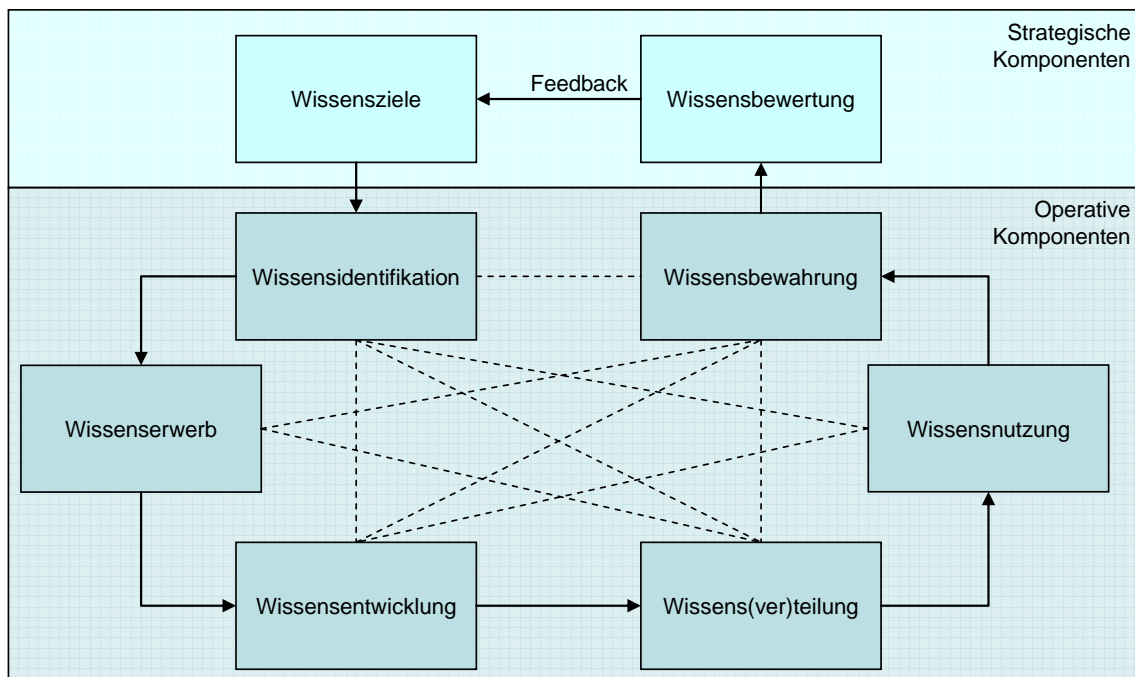 Strategische
Komponenten
Wissensziele
Feedback
Wissensbewertung
Operative
Komponenten
Wissensidentifikation
Wissensbewahrung
Wissenserwerb
Wissensnutzung
Wissensentwicklung
Wissens(ver)teilung